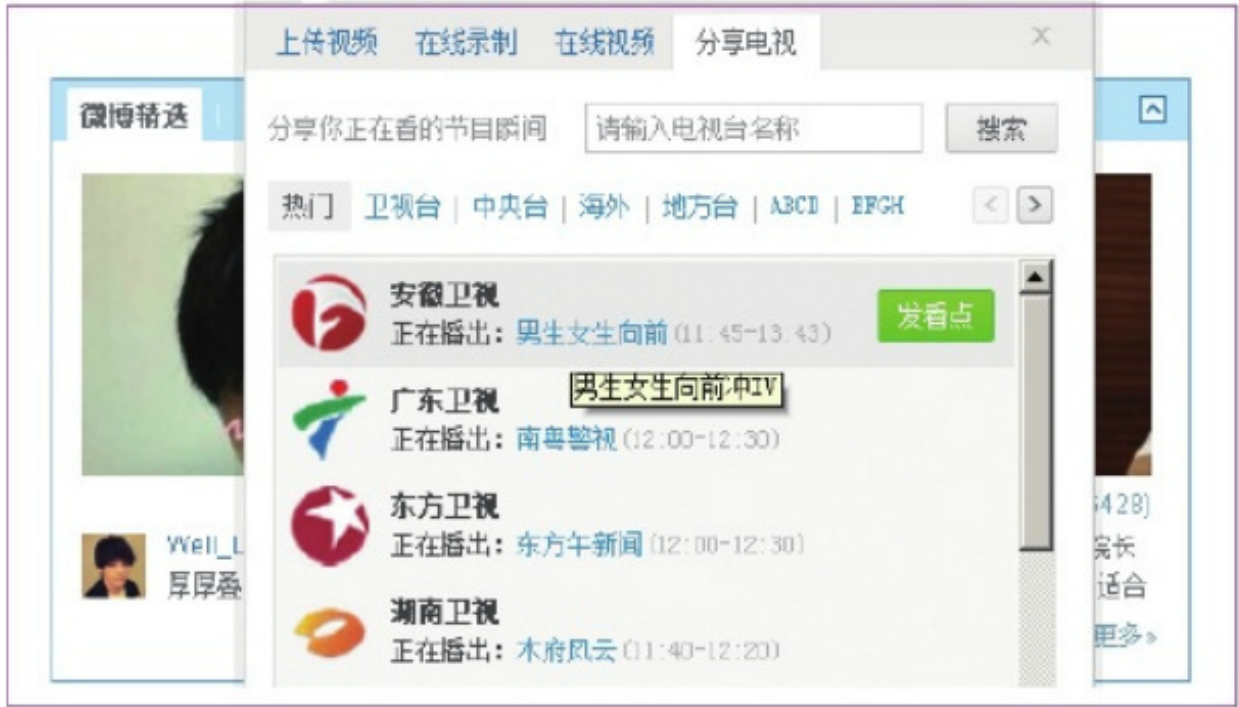 上传视频 在线录制 在线视频 分享电视 ×
微博精选
分享你正在看的节目瞬间 请输入电视台名称 搜索
热门 卫视台 | 中央台 | 海外 | 地方台 | ABCD | EFGH < >
安徽卫视
正在播出：男生女生向前(11:45-13:43)
发看点
男生女生向前冲IV
广东卫视
正在播出：南粤警视(12:00-12:30)
东方卫视
正在播出：东方午新闻(12:00-12:30)
湖南卫视
正在播出：木府风云(11:40-12:20)
Well_L
厚厚叠
428)
院长
适合
更多»